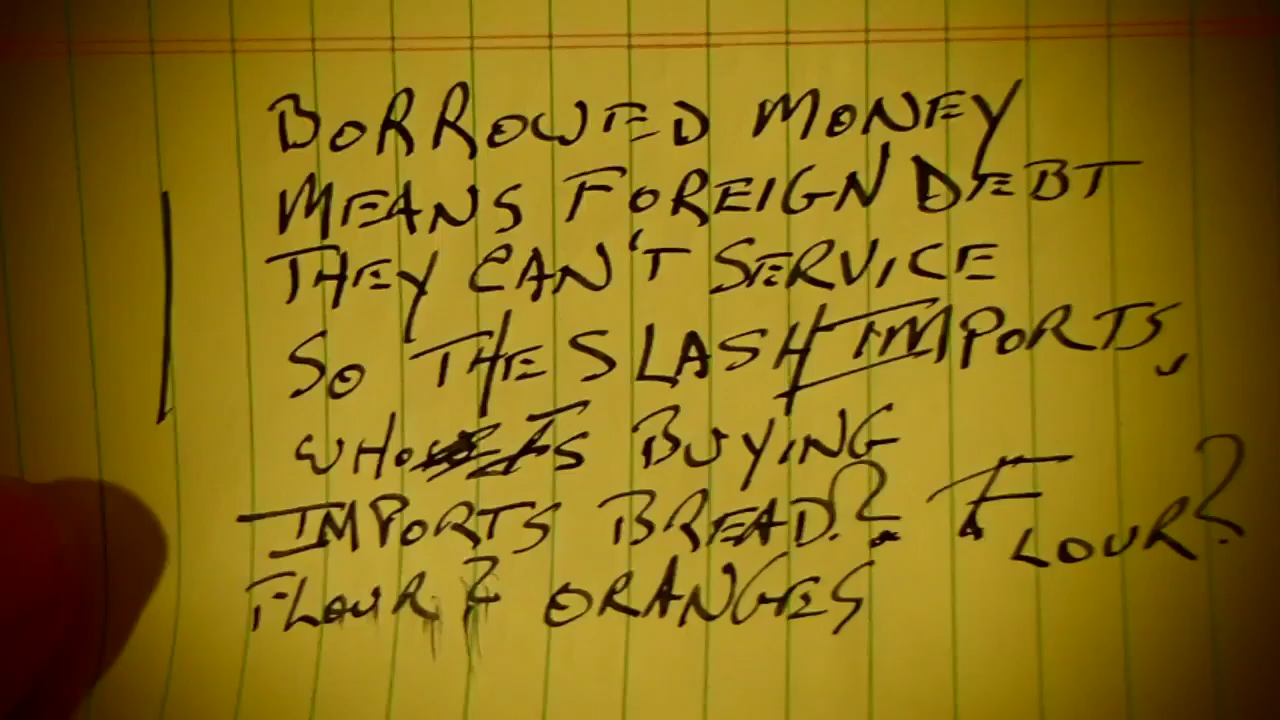 BORROWED MONEY
MEANS FOREIGN DEBT
THEY CAN'T SERVICE
SO THE SLASH IMPORTS,
WHO IS BUYING
IMPORTS BREAD? FLOUR?
FLOUR? ORANGES